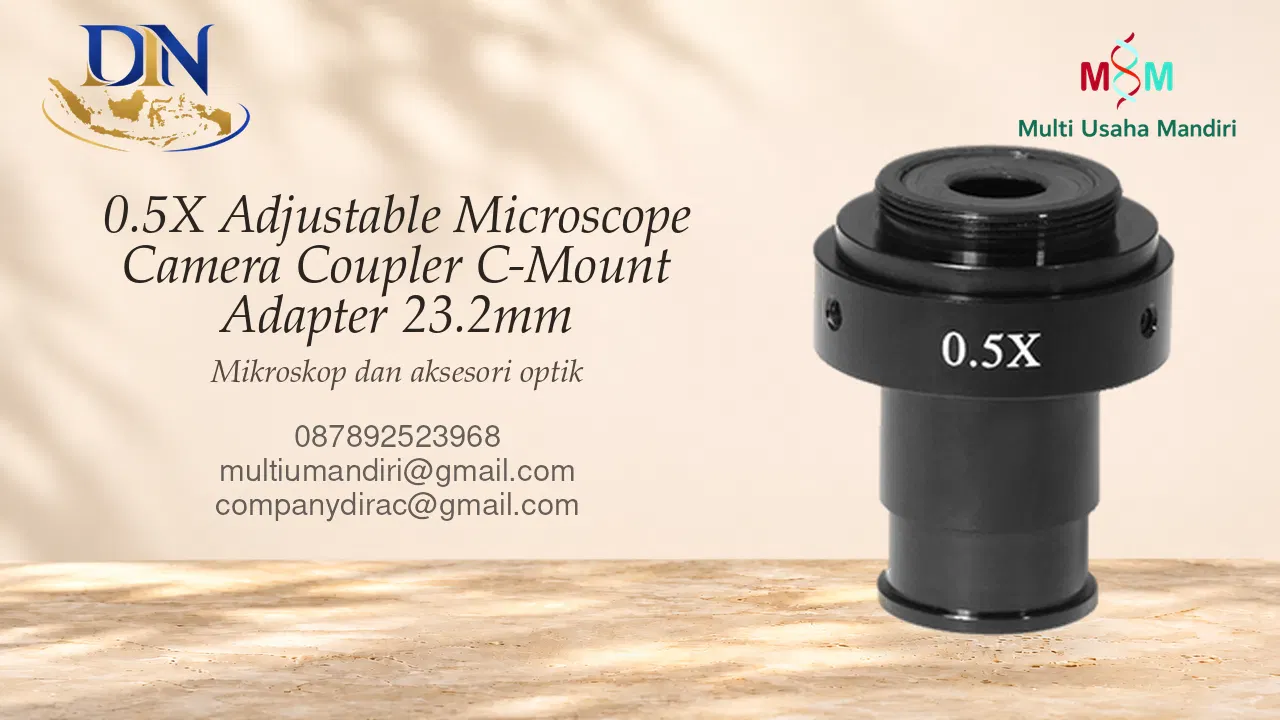 DIN
M M
Multi Usaha Mandiri
0.5X Adjustable Microscope
Camera Coupler C-Mount
Adapter 23.2mm
Mikroskop dan aksesori optik
087892523968
multiumandiri@gmail.com
companydirac@gmail.com
0.5X